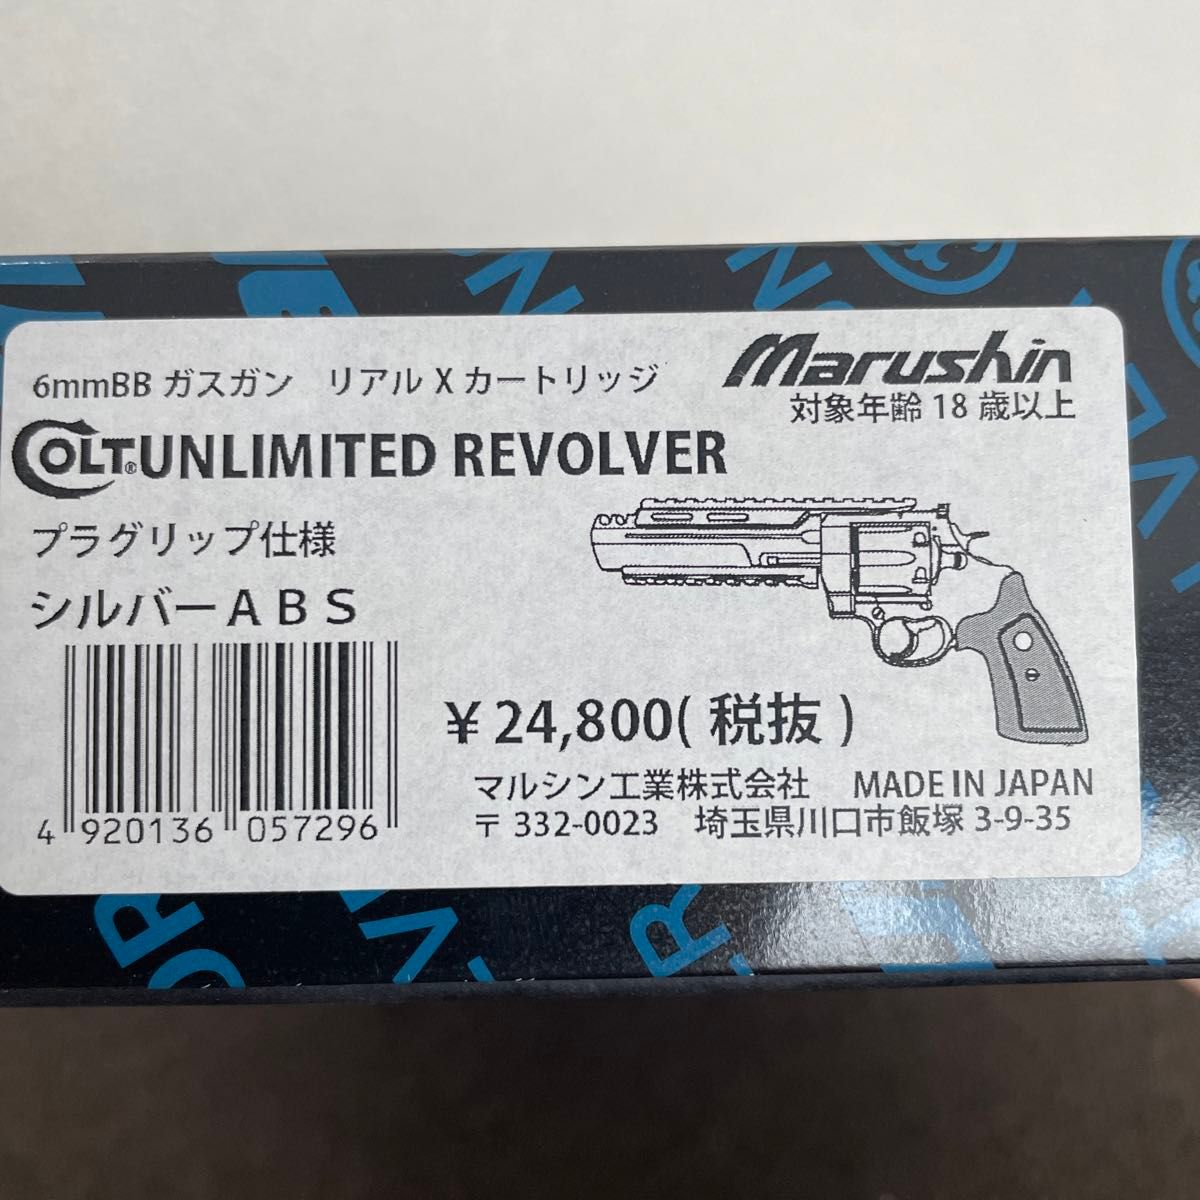 6mmBB ガスガン リアル X カートリッジ
Marushin
対象年齢 18 歳以上
COLT® UNLIMITED REVOLVER
プラグリップ仕様
シルバーＡＢＳ
¥ 24,800( 税抜 )
マルシン工業株式会社 MADE IN JAPAN
〒 332-0023 埼玉県川口市飯塚 3-9-35
4 920136 057296